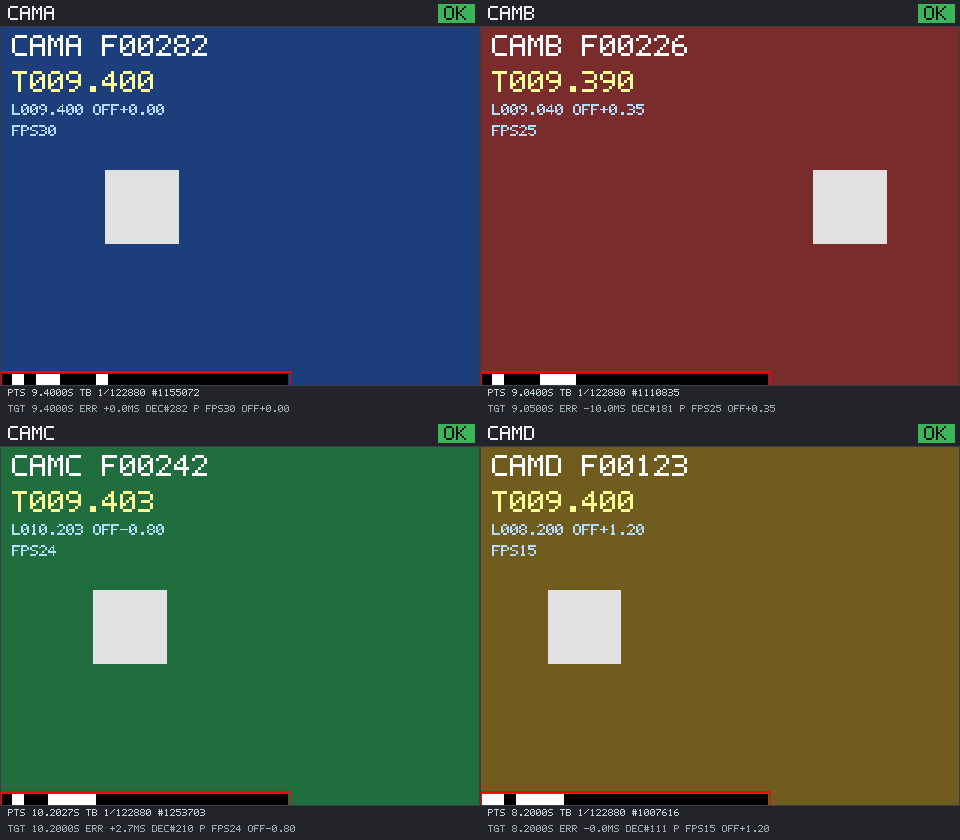 CAMA OK
CAMA F00282
T009.400
L009.400 OFF+0.00
FPS30
PTS 9.4000S TB 1/122880 #1155072
TGT 9.4000S ERR +0.0MS DEC#282 P FPS30 OFF+0.00
CAMB OK
CAMB F00226
T009.390
L009.040 OFF+0.35
FPS25
PTS 9.0400S TB 1/122880 #1110835
TGT 9.0500S ERR -10.0MS DEC#181 P FPS25 OFF+0.35
CAMC OK
CAMC F00242
T009.403
L010.203 OFF-0.80
FPS24
PTS 10.2027S TB 1/122880 #1253703
TGT 10.2000S ERR +2.7MS DEC#210 P FPS24 OFF-0.80
CAMD OK
CAMD F00123
T009.400
L008.200 OFF+1.20
FPS15
PTS 8.2000S TB 1/122880 #1007616
TGT 8.2000S ERR -0.0MS DEC#111 P FPS15 OFF+1.20